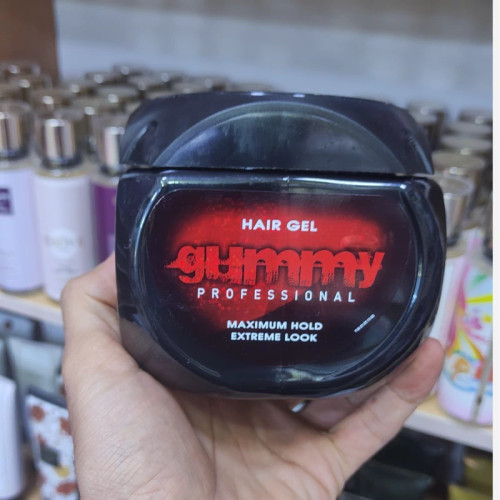 HAIR GEL
gummy
PROFESSIONAL
MAXIMUM HOLD
EXTREME LOOK